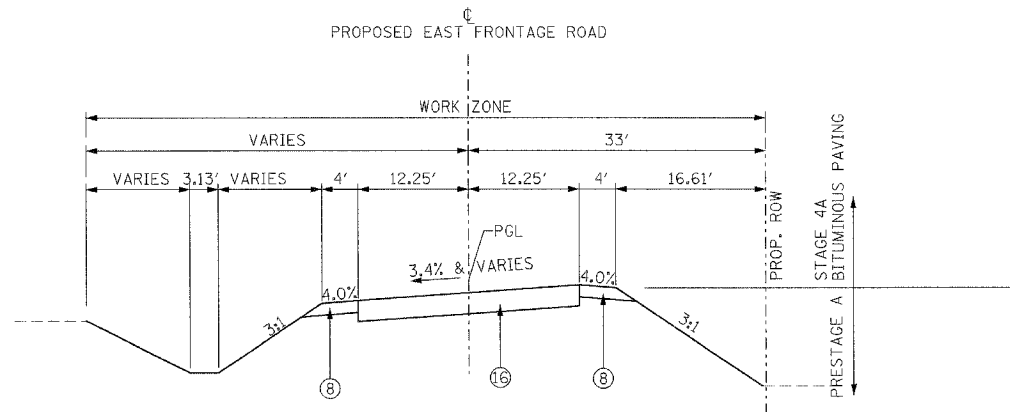 ℄
PROPOSED EAST FRONTAGE ROAD
WORK ZONE
VARIES
33'
VARIES
3.13'
VARIES
4'
12.25'
12.25'
4'
16.61'
PGL
3.4% & VARIES
4.0%
4.0%
3:1
3:1
8
16
8
PROP. ROW
STAGE 4A
BITUMINOUS PAVING
PRESTAGE A